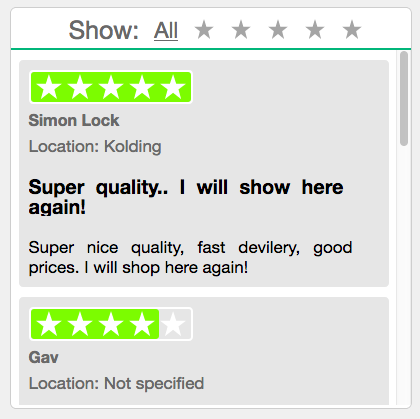 Show: All
Simon Lock
Location: Kolding
Super quality.. I will show here
again!
Super nice quality, fast devilery, good
prices. I will shop here again!
Gav
Location: Not specified